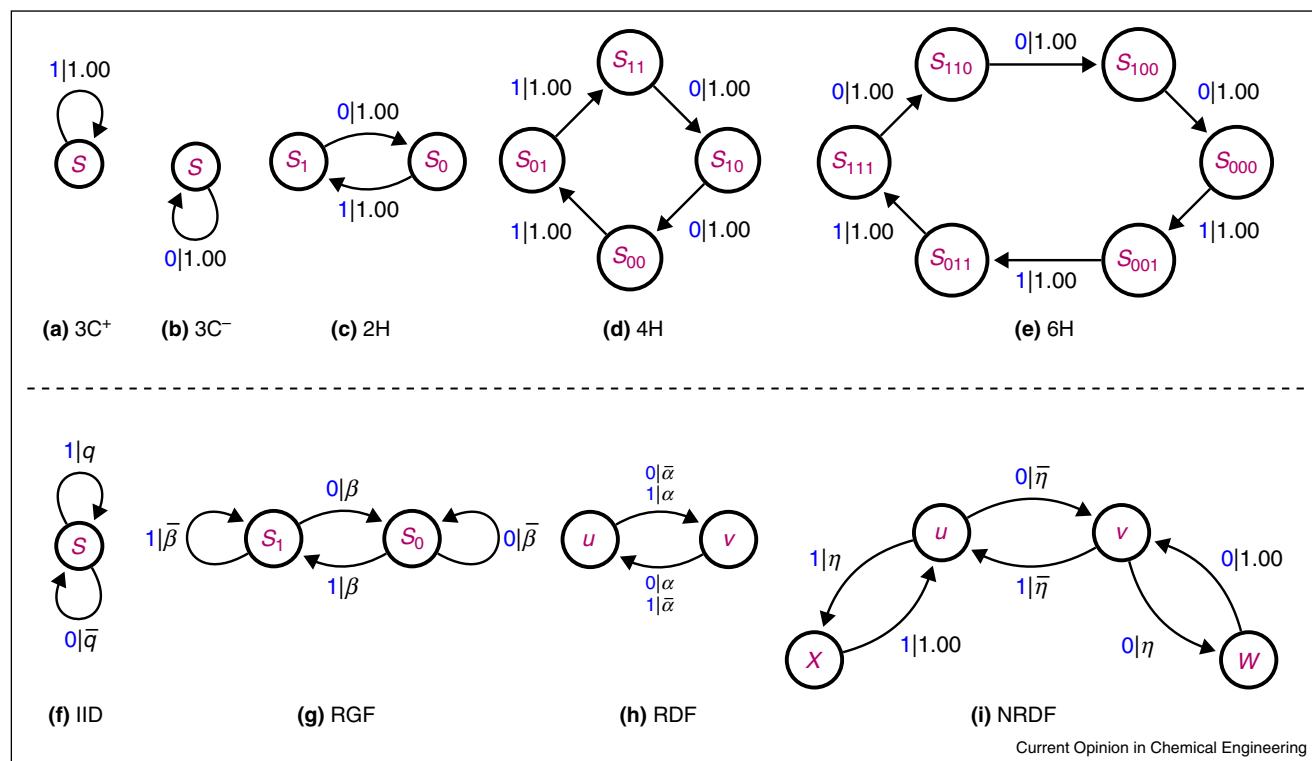 1|1.00
S
(a) 3C⁺
S
0|1.00
(b) 3C⁻
0|1.00
S₁ S₀
1|1.00
(c) 2H
S₁₁
1|1.00 0|1.00
S₀₁ S₁₀
1|1.00 0|1.00
S₀₀
(d) 4H
0|1.00
S₁₁₀ S₁₀₀
0|1.00 0|1.00
S₁₁₁ S₀₀₀
1|1.00 1|1.00
S₀₁₁ S₀₀₁
1|1.00
(e) 6H
1|q
S
0|q̅
(f) IID
0|β
1|β̅ S₁ S₀ 0|β̅
1|β
(g) RGF
0|α̅
1|α
u v
0|α
1|α̅
(h) RDF
0|η̅
u v
1|η 1|η̅ 0|1.00
X 1|1.00 0|η W
(i) NRDF
Current Opinion in Chemical Engineering